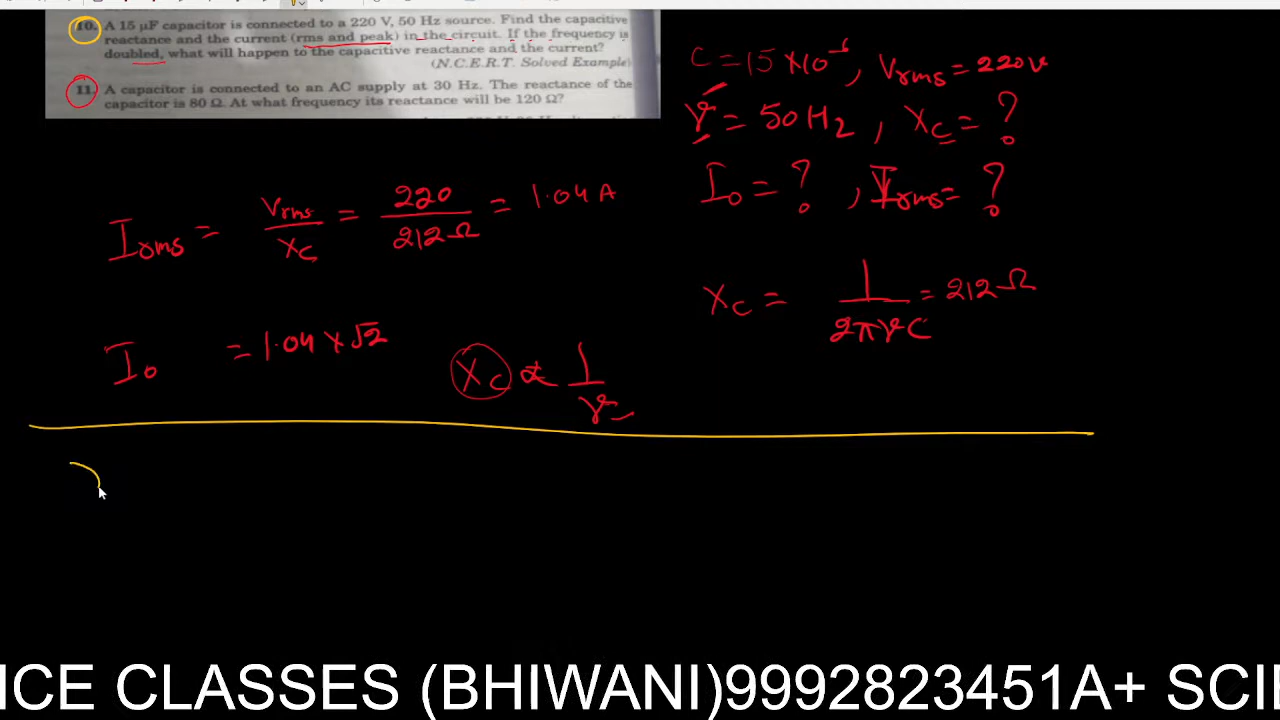 10. A 15 µF capacitor is connected to a 220 V, 50 Hz source. Find the capacitive
reactance and the current (rms and peak) in the circuit. If the frequency is
doubled, what will happen to the capacitive reactance and the current?
(N.C.E.R.T. Solved Example)
11. A capacitor is connected to an AC supply at 30 Hz. The reactance of the
capacitor is 80 Ω. At what frequency its reactance will be 120 Ω?
C = 15 × 10⁻⁶, Vrms = 220 V
ν = 50 Hz, Xc = ?
I₀ = ?, Irms = ?
Xc = 1/2πνC = 212 Ω
Irms = Vrms/Xc = 220/212Ω = 1.04 A
I₀ = 1.04 × √2
Xc ∝ 1/ν
ICE CLASSES (BHIWANI)9992823451A+ SCI